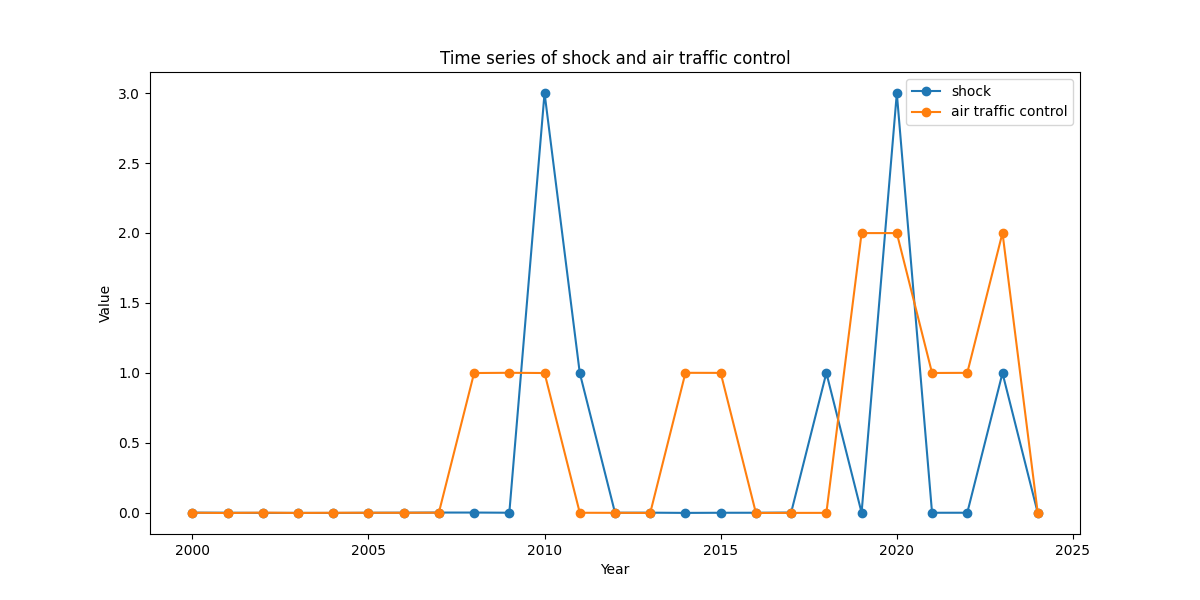 Time series of shock and air traffic control
shock
air traffic control
3.0
2.5
2.0
1.5
1.0
0.5
0.0
Value
2000
2005
2010
2015
2020
2025
Year